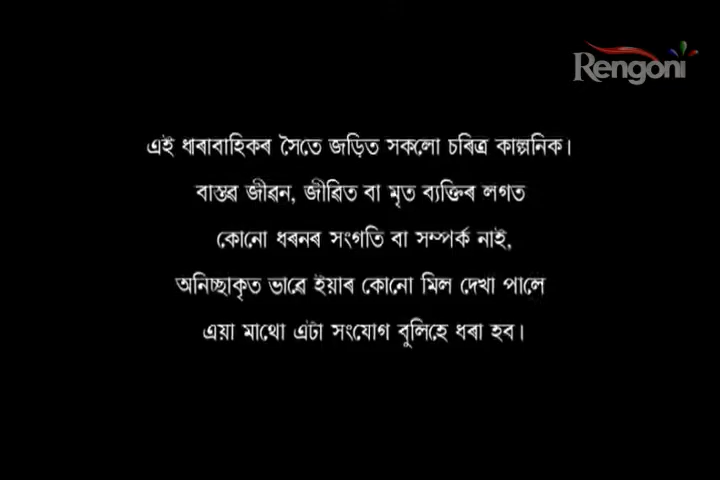 Rengoni
এই ধাৰাবাহিকৰ সৈতে জড়িত সকলো চৰিত্ৰ কাল্পনিক।
বাস্তৱ জীৱন, জীৱিত বা মৃত ব্যক্তিৰ লগত
কোনো ধৰনৰ সংগতি বা সম্পৰ্ক নাই,
অনিচ্ছাকৃত ভাৱে ইয়াৰ কোনো মিল দেখা পালে
এয়া মাথো এটা সংযোগ বুলিহে ধৰা হব।